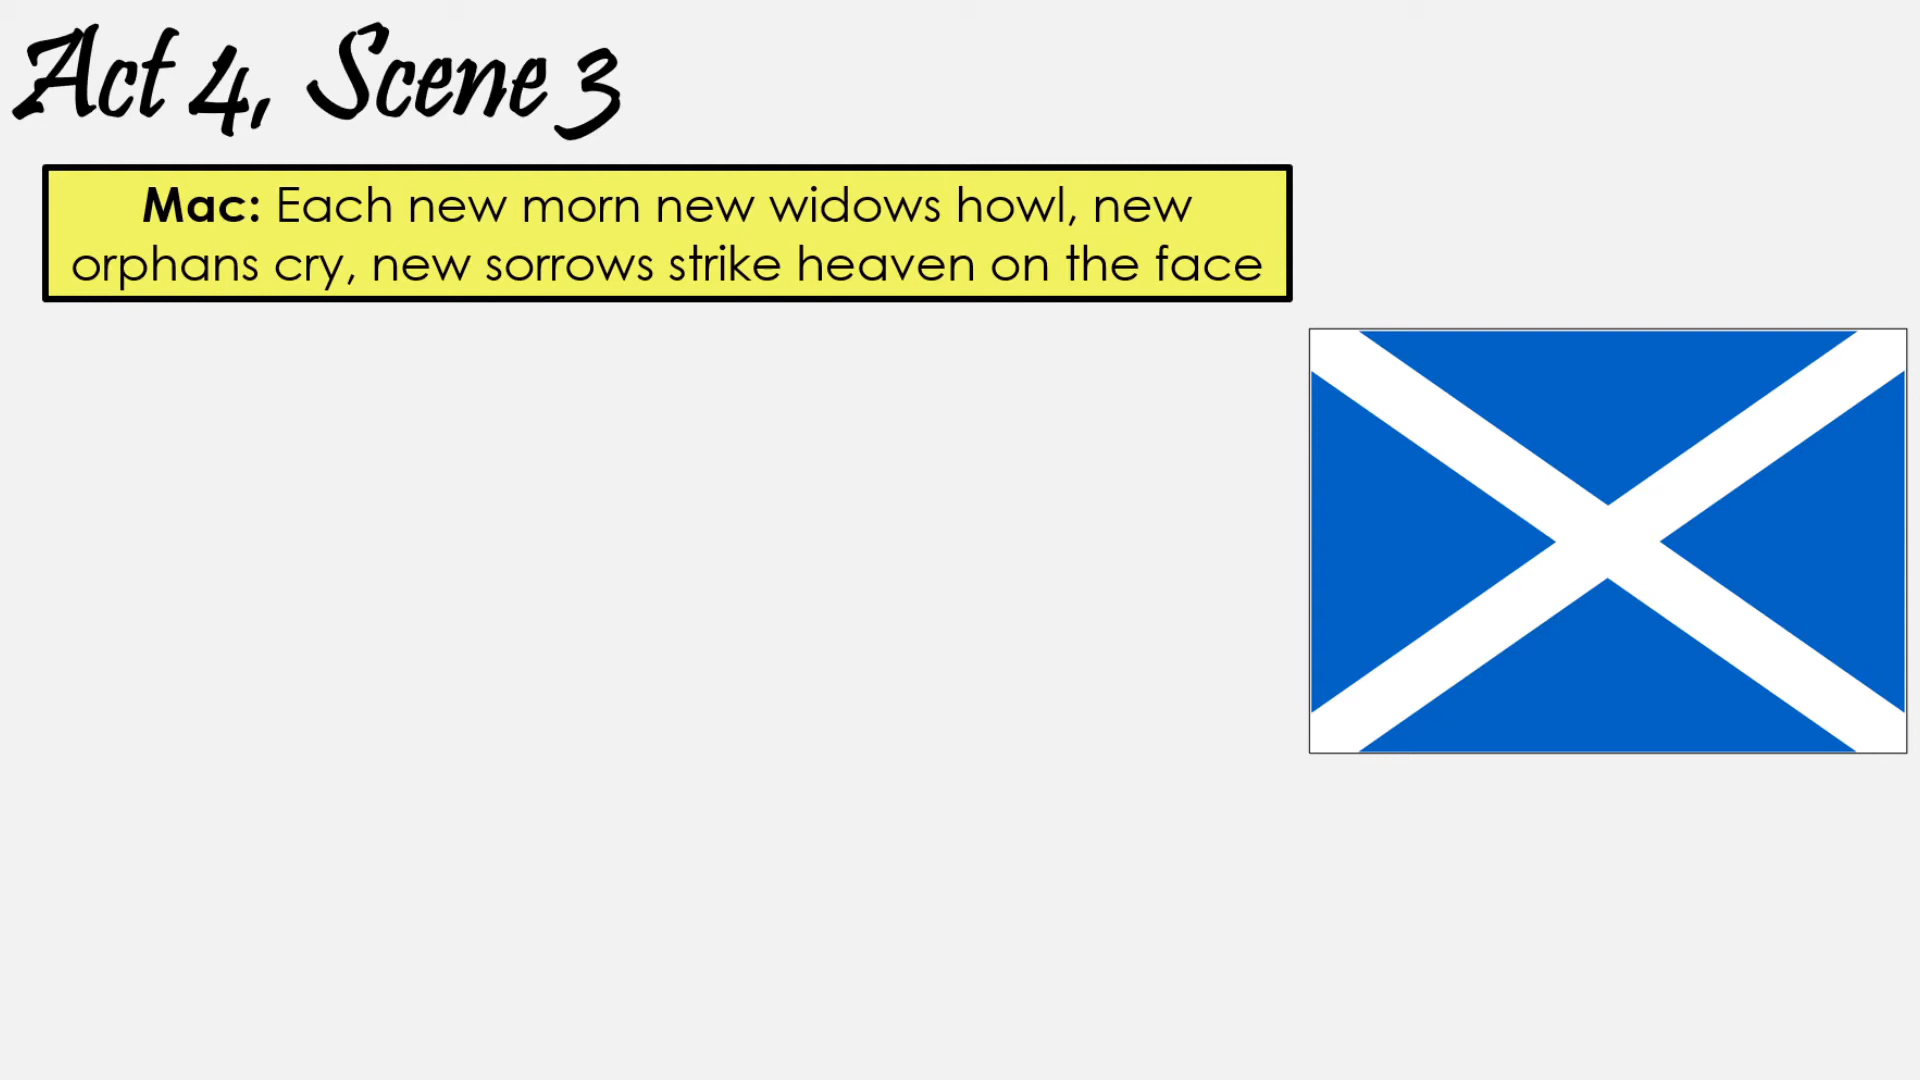 Act 4, Scene 3
Mac: Each new morn new widows howl, new
orphans cry, new sorrows strike heaven on the face